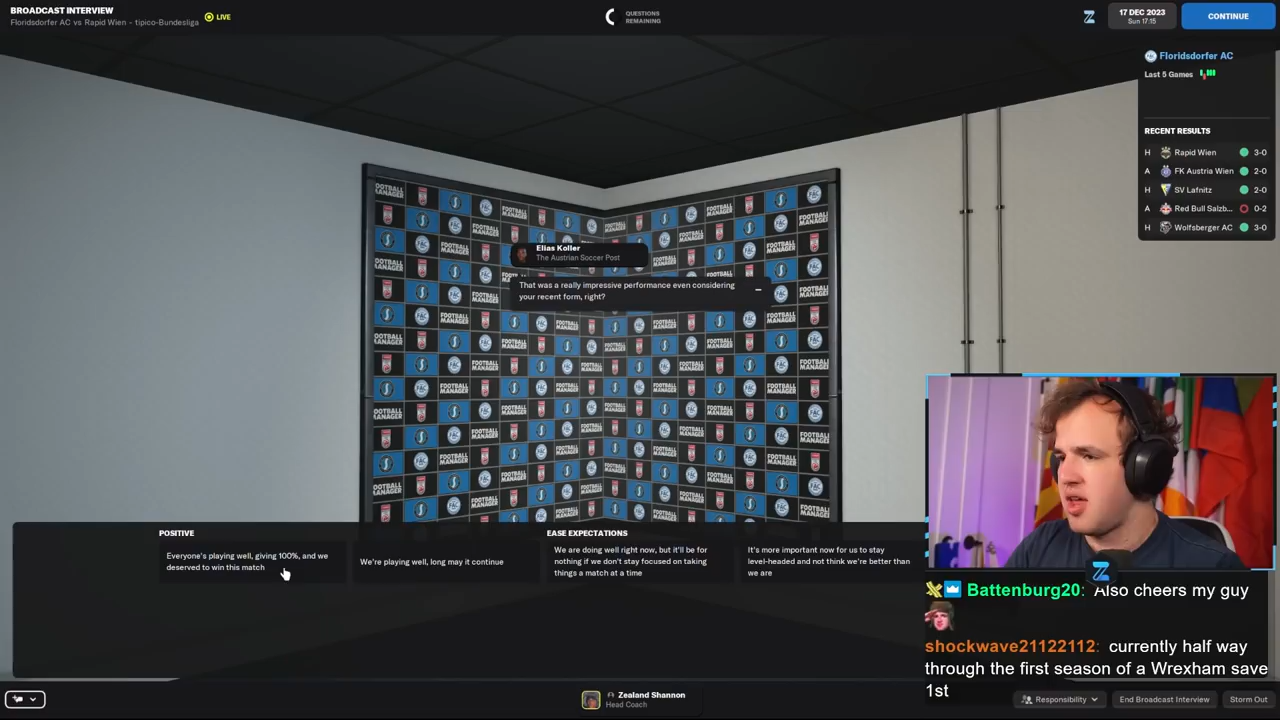 BROADCAST INTERVIEW
Floridsdorfer AC vs Rapid Wien - tipico-Bundesliga
LIVE
QUESTIONS
REMAINING
17 DEC 2023
Sun 17:15
CONTINUE
Floridsdorfer AC
Last 5 Games
RECENT RESULTS
H Rapid Wien 3-0
A FK Austria Wien 2-0
H SV Lafnitz 2-0
A Red Bull Salzb... 0-2
H Wolfsberger AC 3-0
FOOTBALL MANAGER
FAC
Elias Koller
The Austrian Soccer Post
That was a really impressive performance even considering
your recent form, right?
POSITIVE
Everyone's playing well, giving 100%, and we
deserved to win this match
We're playing well, long may it continue
EASE EXPECTATIONS
We are doing well right now, but it'll be for
nothing if we don't stay focused on taking
things a match at a time
It's more important now for us to stay
level-headed and not think we're better than
we are
Battenburg20: Also cheers my guy
shockwave21122112: currently half way
through the first season of a Wrexham save
1st
Zealand Shannon
Head Coach
Responsibility
End Broadcast Interview
Storm Out